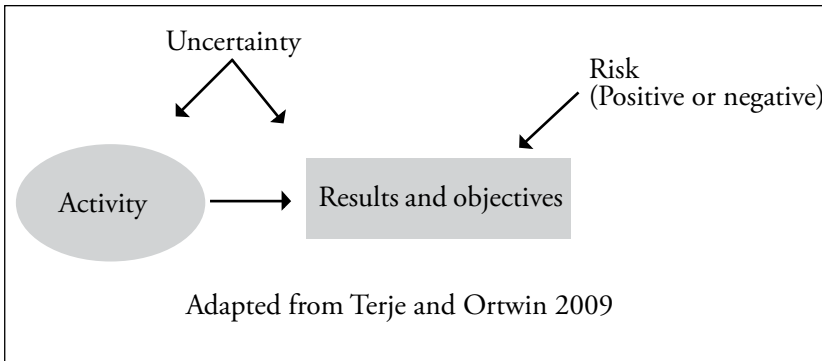 Uncertainty
Risk
(Positive or negative)
Activity
Results and objectives
Adapted from Terje and Ortwin 2009